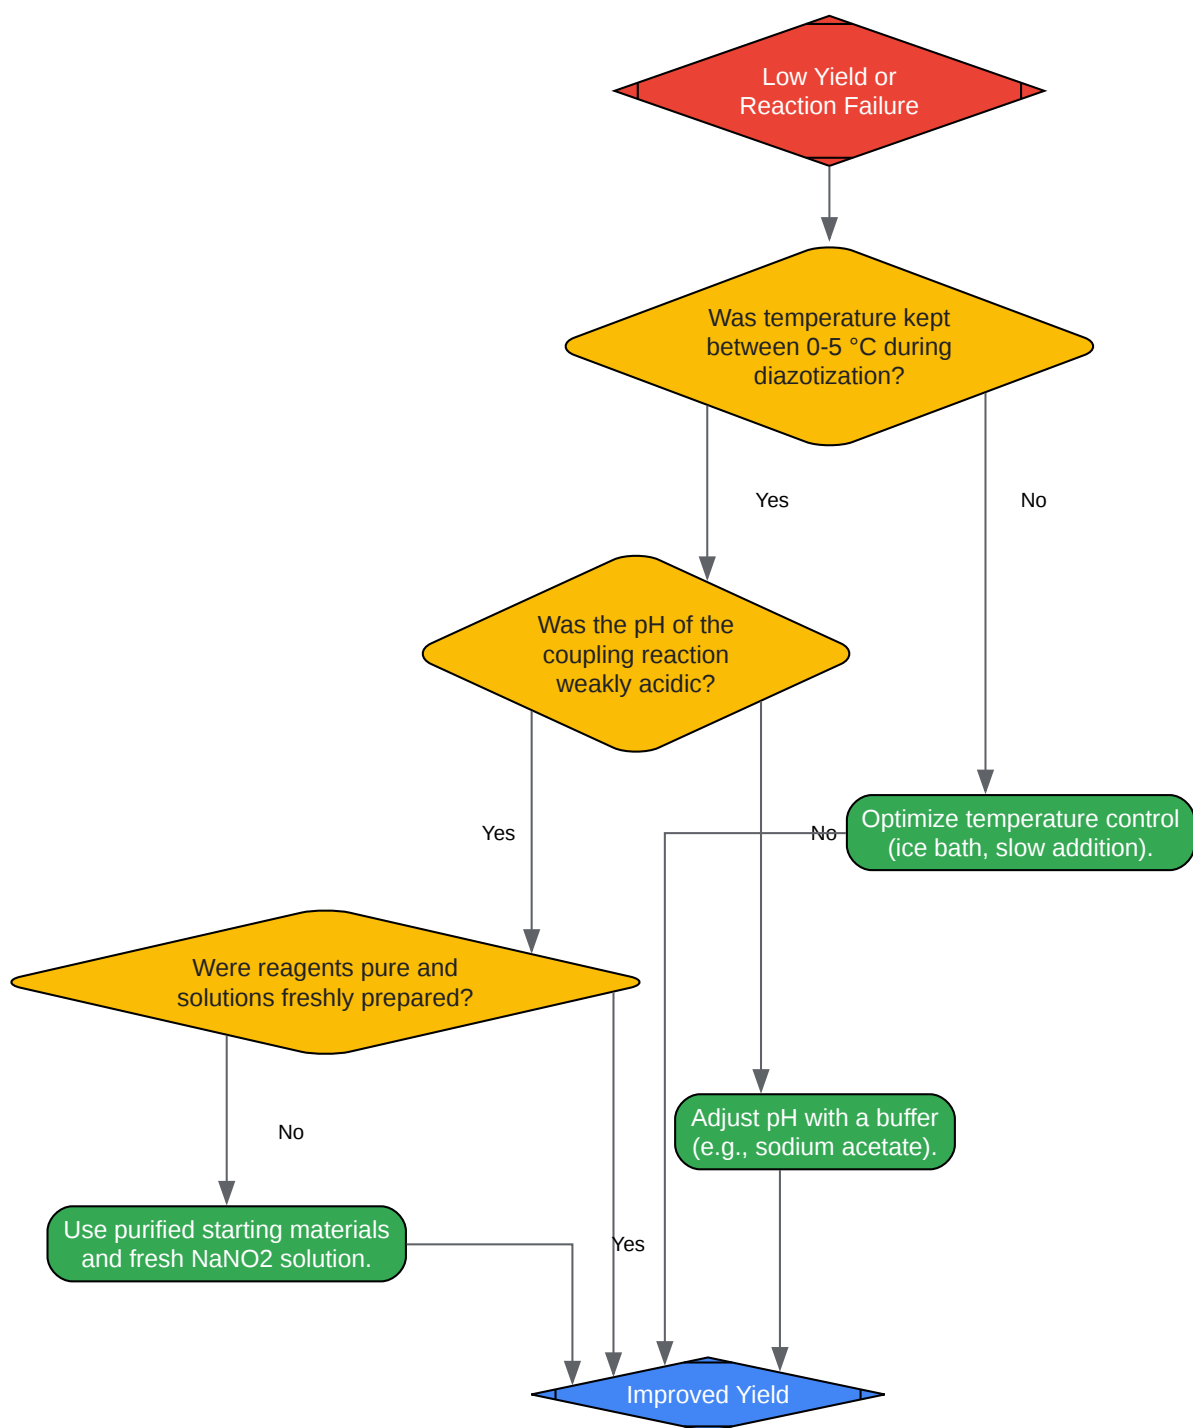 Low Yield or
Reaction Failure
Was temperature kept
between 0-5 °C during
diazotization?
Yes
No
Was the pH of the
coupling reaction
weakly acidic?
Yes
No
Optimize temperature control
(ice bath, slow addition).
Were reagents pure and
solutions freshly prepared?
No
Adjust pH with a buffer
(e.g., sodium acetate).
Use purified starting materials
and fresh NaNO2 solution.
Yes
Improved Yield